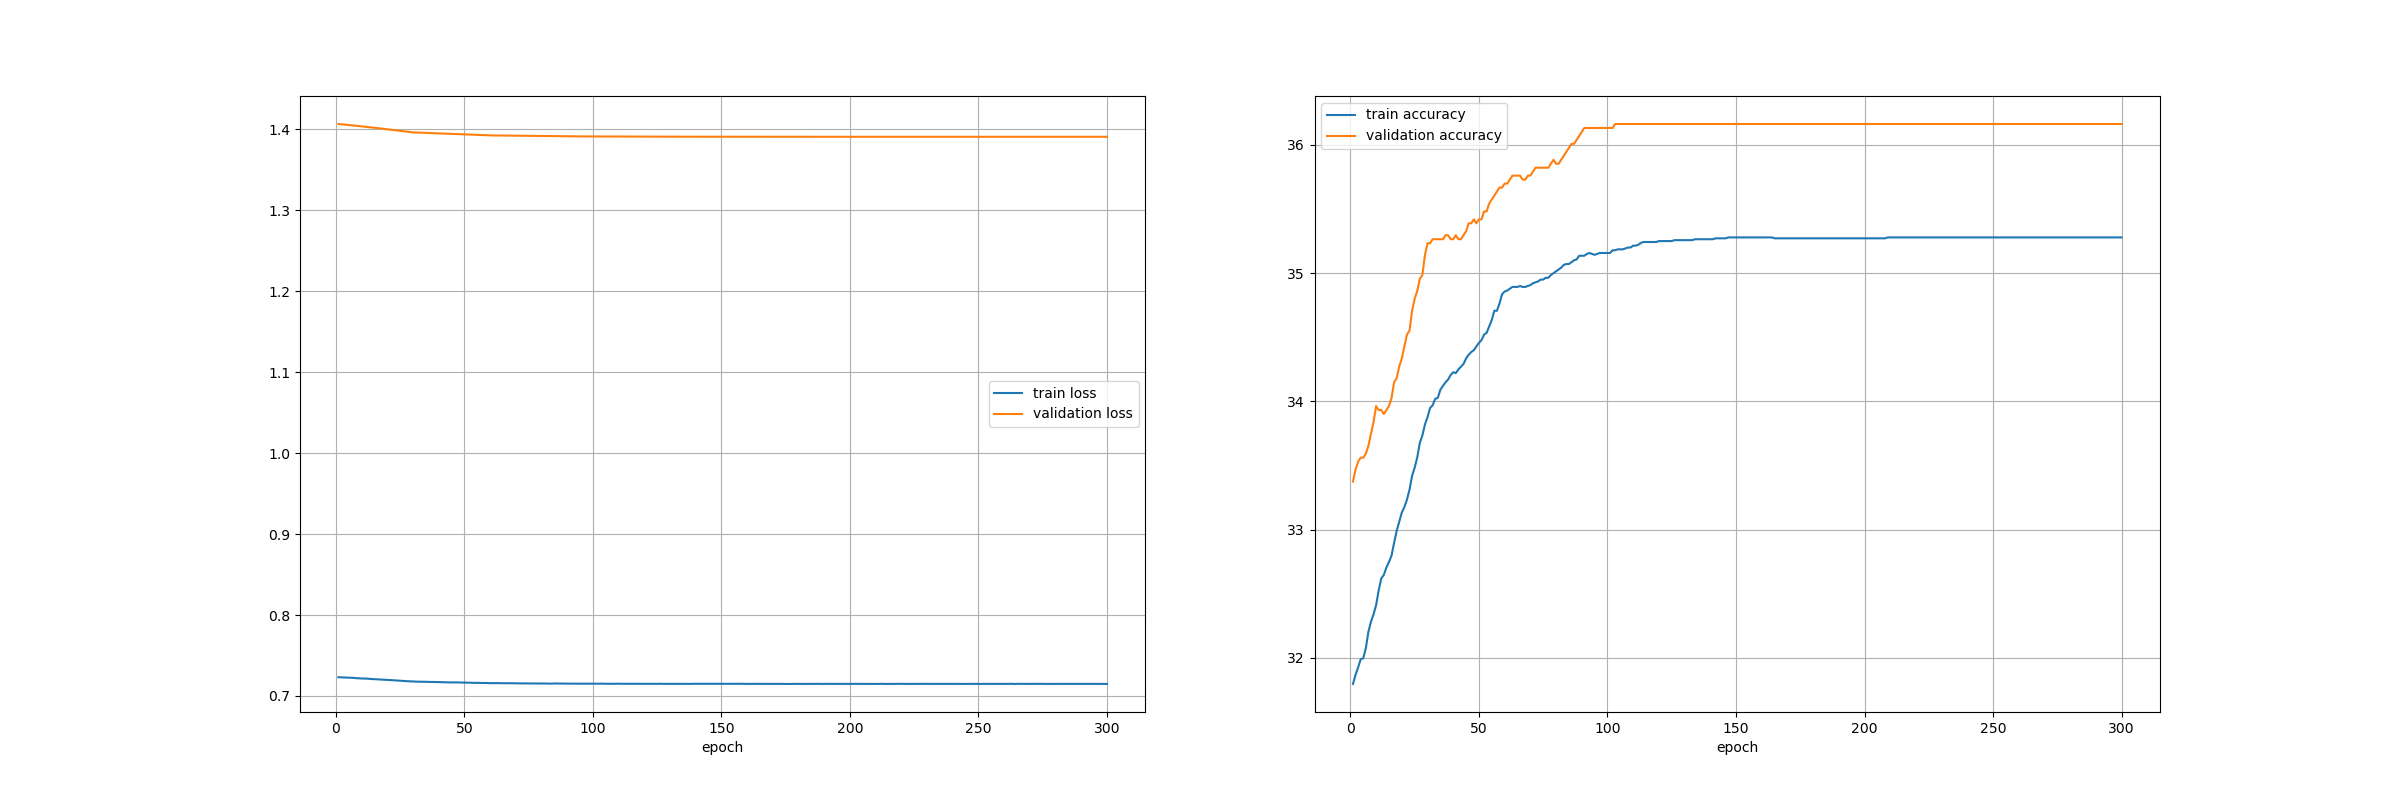 1.4
1.3
1.2
1.1
1.0
0.9
0.8
0.7
0 50 100 150 200 250 300
epoch
train loss
validation loss
train accuracy
validation accuracy
36
35
34
33
32
0 50 100 150 200 250 300
epoch